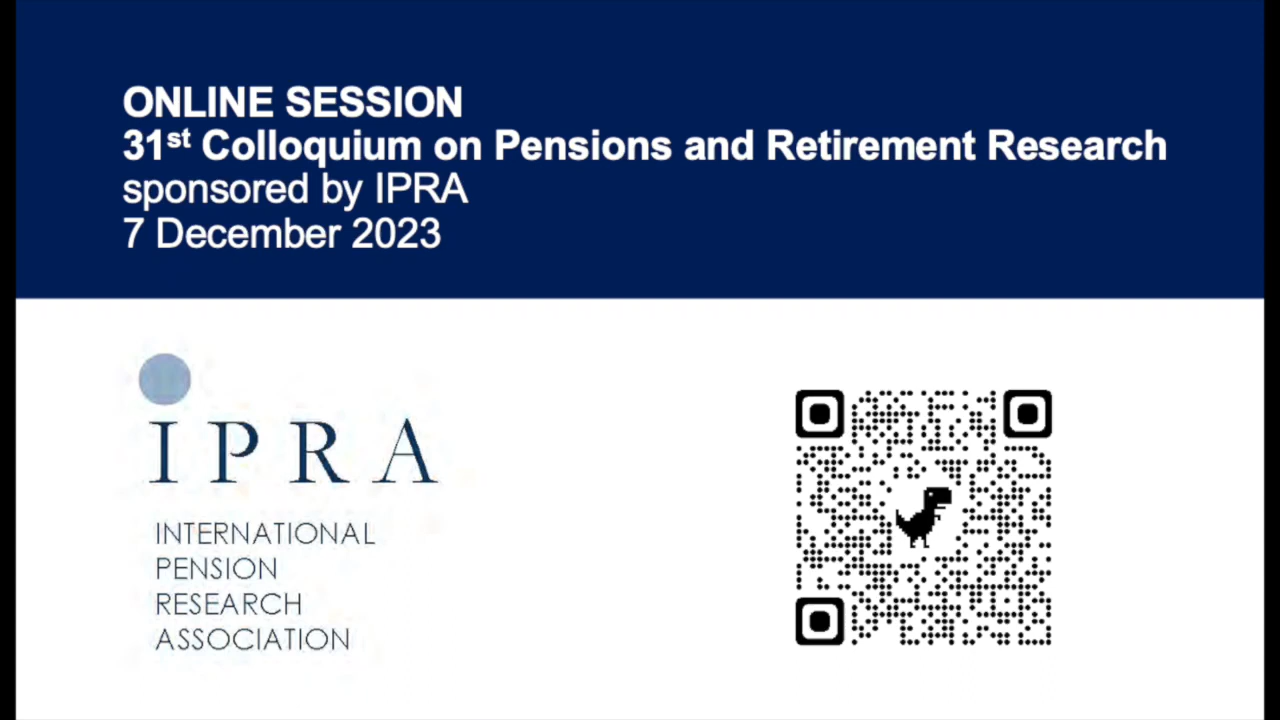 ONLINE SESSION
31st Colloquium on Pensions and Retirement Research
sponsored by IPRA
7 December 2023
IPRA
INTERNATIONAL
PENSION
RESEARCH
ASSOCIATION